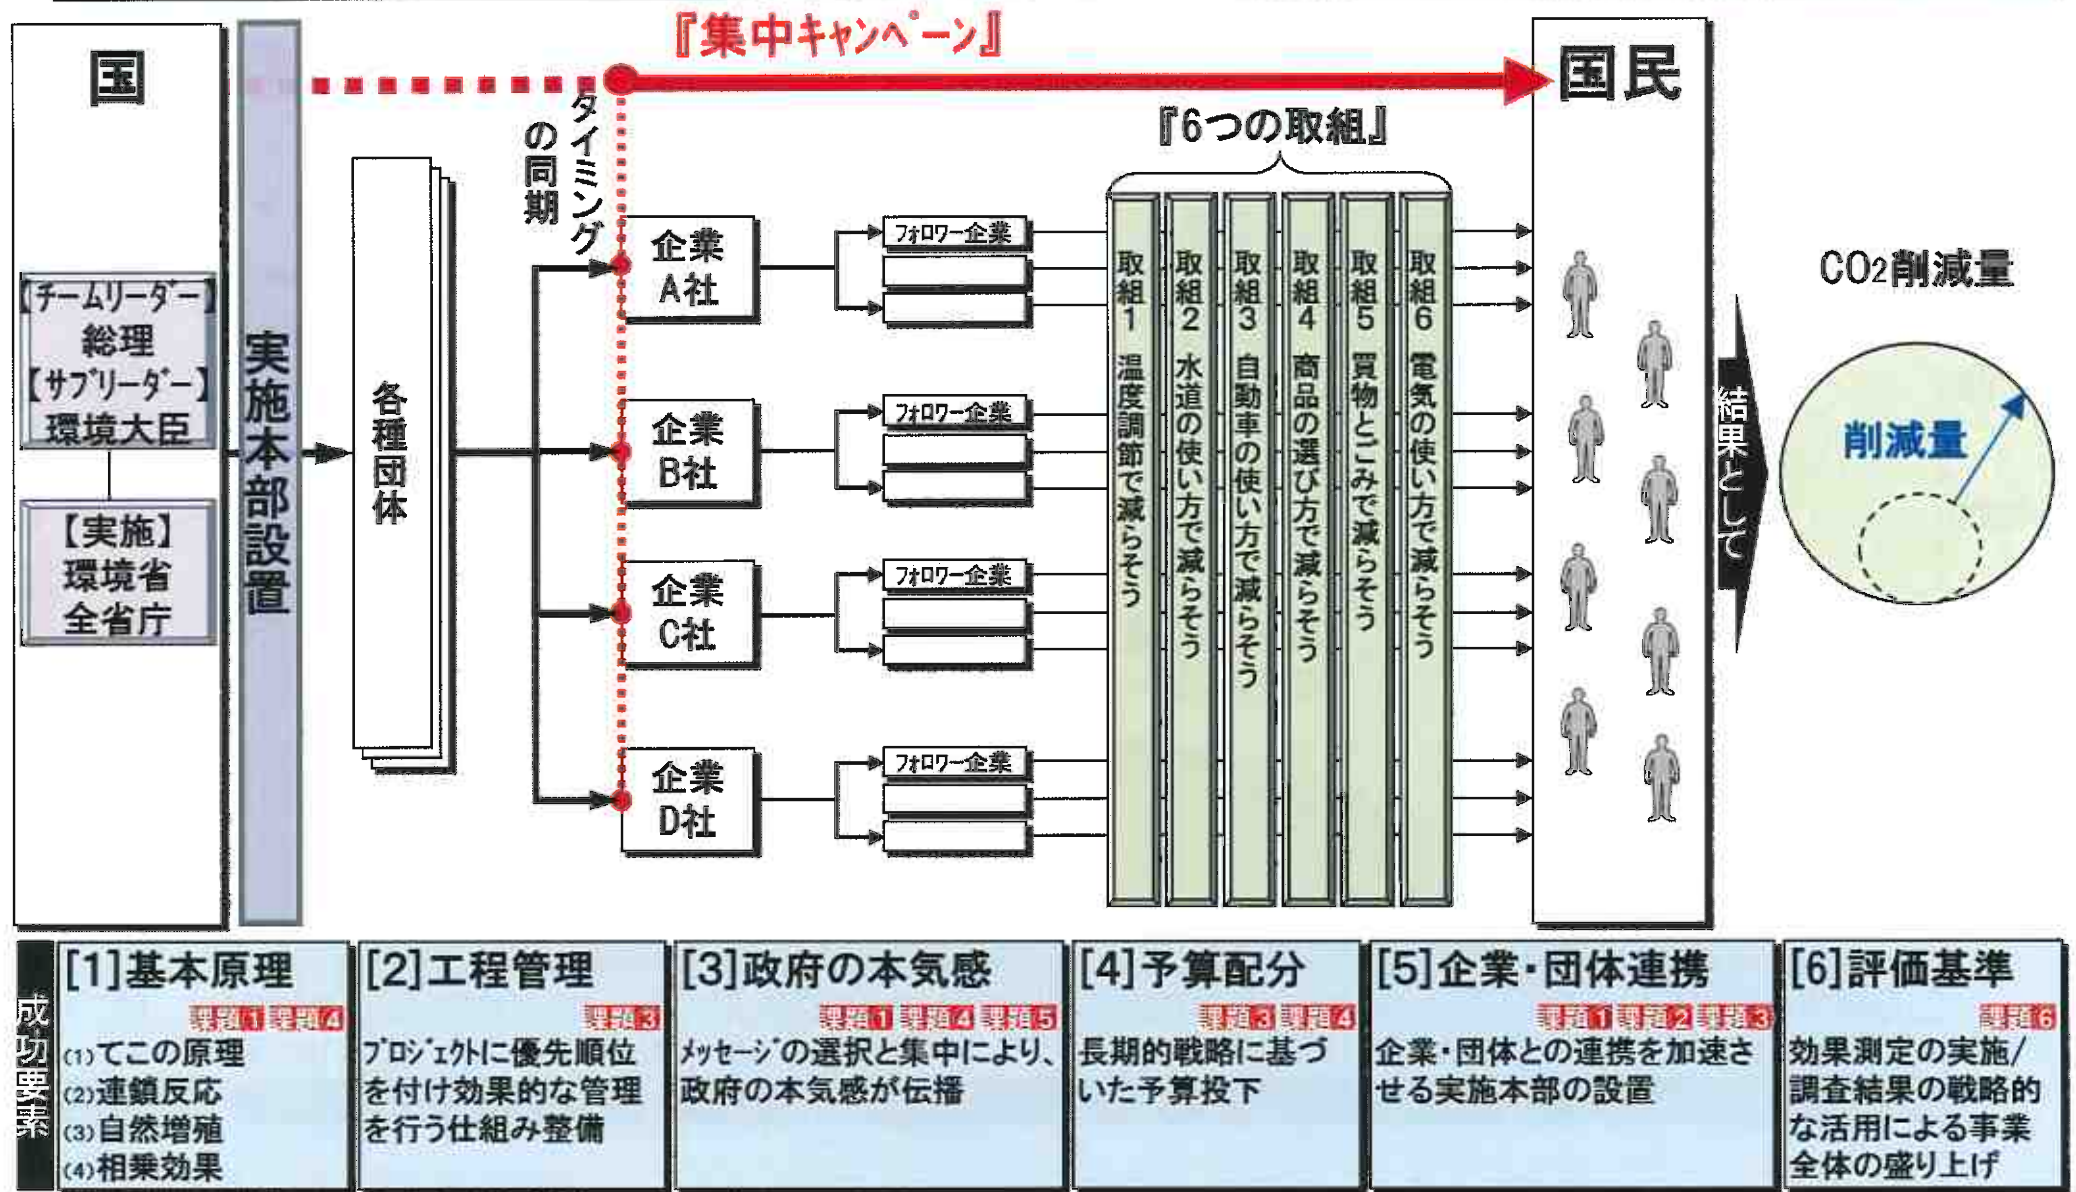 『集中キャンペーン』
国
国民
タイミング
の同期
『6つの取組』
【チームリーダー】
総理
【サブリーダー】
環境大臣
【実施】
環境省
全省庁
実施本部設置
各種団体
企業
A社
フォロワー企業
企業
B社
フォロワー企業
企業
C社
フォロワー企業
企業
D社
フォロワー企業
取組1 温度調節で減らそう
取組2 水道の使い方で減らそう
取組3 自動車の使い方で減らそう
取組4 商品の選び方で減らそう
取組5 買物とごみで減らそう
取組6 電気の使い方で減らそう
結果として
CO2削減量
削減量
成功要素
[1]基本原理
課題1 課題4
(1)てこの原理
(2)連鎖反応
(3)自然増殖
(4)相乗効果
[2]工程管理
課題3
プロジェクトに優先順位
を付け効果的な管理
を行う仕組み整備
[3]政府の本気感
課題1 課題4 課題5
メッセージの選択と集中により、
政府の本気感が伝播
[4]予算配分
課題3 課題4
長期的戦略に基づ
いた予算投下
[5]企業・団体連携
課題1 課題2 課題3
企業・団体との連携を加速さ
せる実施本部の設置
[6]評価基準
課題6
効果測定の実施/
調査結果の戦略的
な活用による事業
全体の盛り上げ